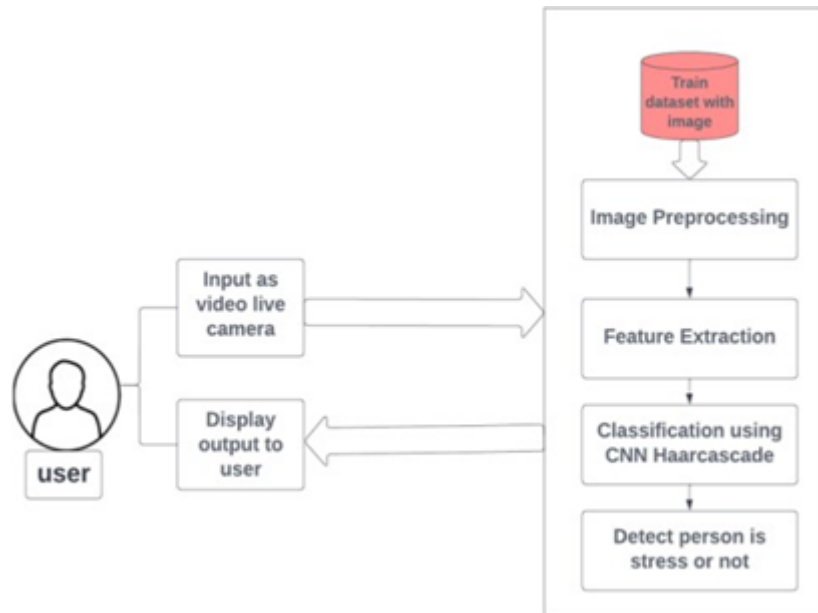 Train
dataset with
image
Image Preprocessing
Input as
video live
camera
Feature Extraction
Display
output to
user
Classification using
CNN Haarcascade
user
Detect person is
stress or not